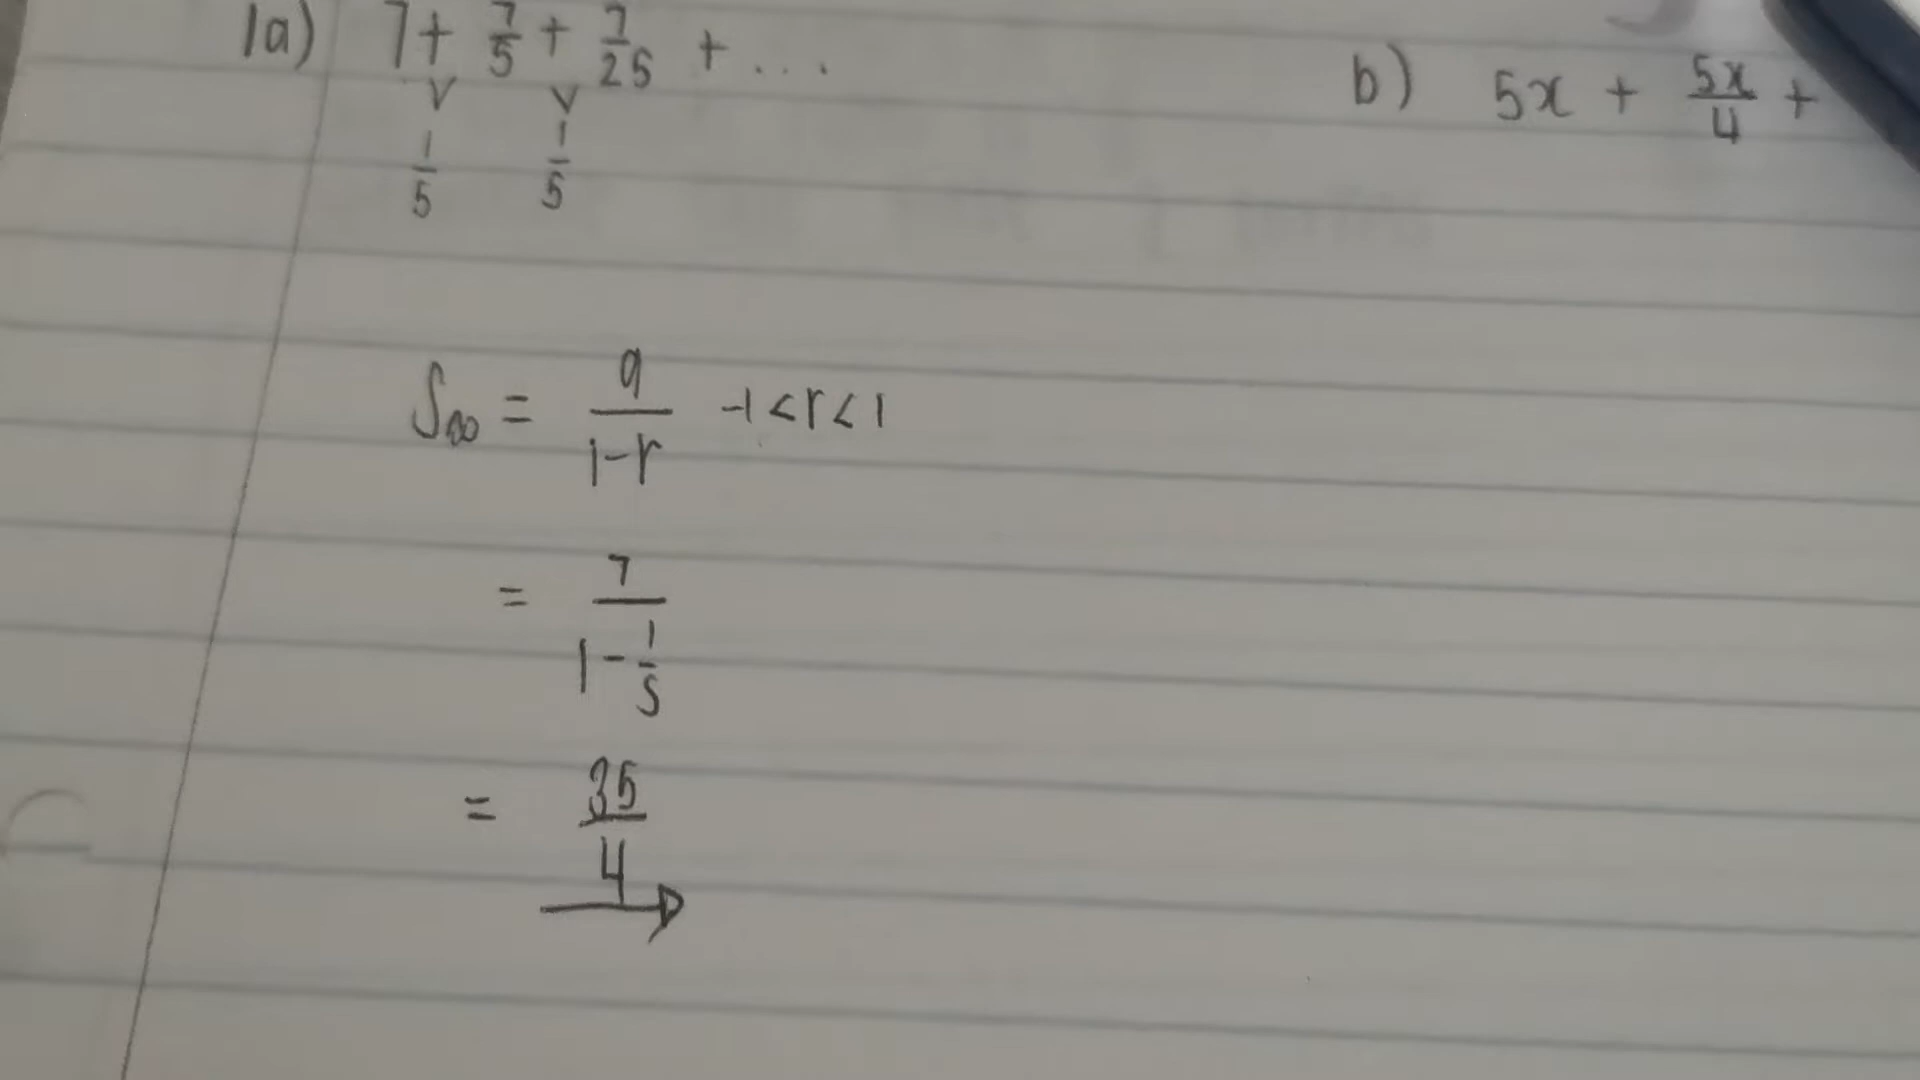 1a) 7 + 7/5 + 7/25 + ...
1/5 1/5
S∞ = a/(1-r) -1<r<1
= 7/(1 - 1/5)
= 35/4
b) 5x + 5x/4 +